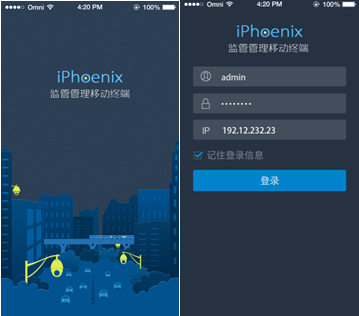 Omni 4:20 PM 100%
iPhoenix
监管管理移动终端
Omni 4:20 PM 100%
iPhoenix
监管管理移动终端
admin
••••••••
IP 192.12.232.23
记住登录信息
登录